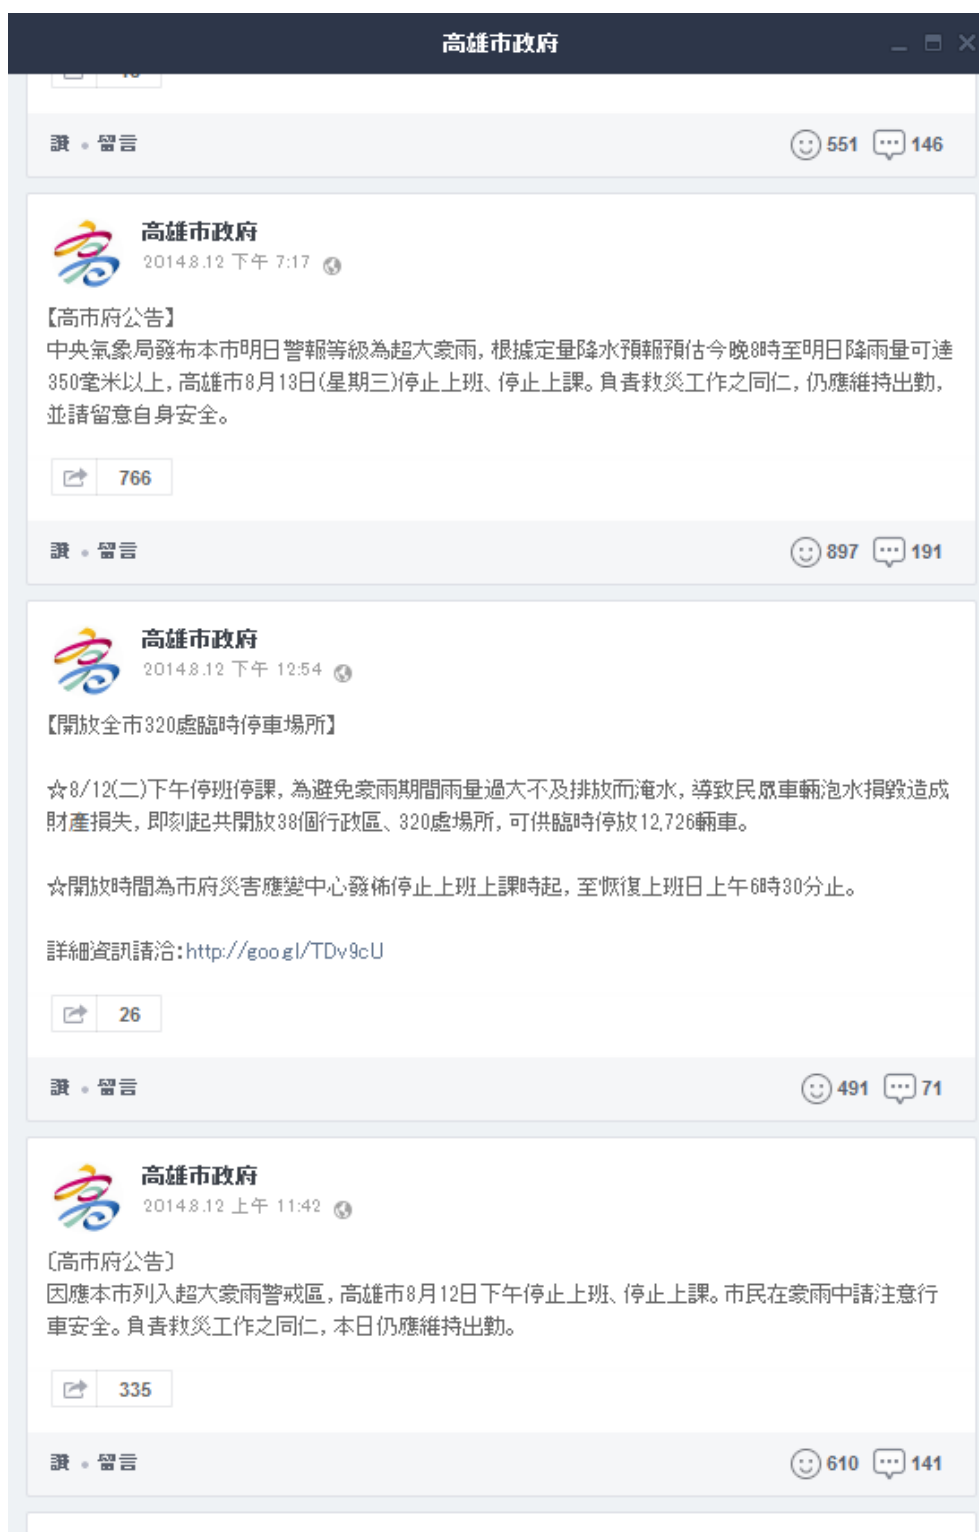 高雄市政府
讚 • 留言
551 146
高雄市政府
2014.8.12 下午 7:17
【高市府公告】
中央氣象局發布本市明日警報等級為超大豪雨, 根據定量降水預報預估今晚8時至明日降雨量可達
350毫米以上, 高雄市8月13日(星期三)停止上班、停止上課。負責救災工作之同仁, 仍應維持出勤,
並請留意自身安全。
766
讚 • 留言
897 191
高雄市政府
2014.8.12 下午 12:54
【開放全市320處臨時停車場所】
☆8/12(二)下午停班停課, 為避免豪雨期間雨量過大不及排放而淹水, 導致民眾車輛泡水損毀造成
財產損失, 即刻起共開放38個行政區、320處場所, 可供臨時停放12,726輛車。
☆開放時間為市府災害應變中心發佈停止上班上課時起, 至恢復上班日上午6時30分止。
詳細資訊請洽:http://goo.gl/TDv9cU
26
讚 • 留言
491 71
高雄市政府
2014.8.12 上午 11:42
〔高市府公告〕
因應本市列入超大豪雨警戒區, 高雄市8月12日下午停止上班、停止上課。市民在豪雨中請注意行
車安全。負責救災工作之同仁, 本日仍應維持出勤。
335
讚 • 留言
610 141